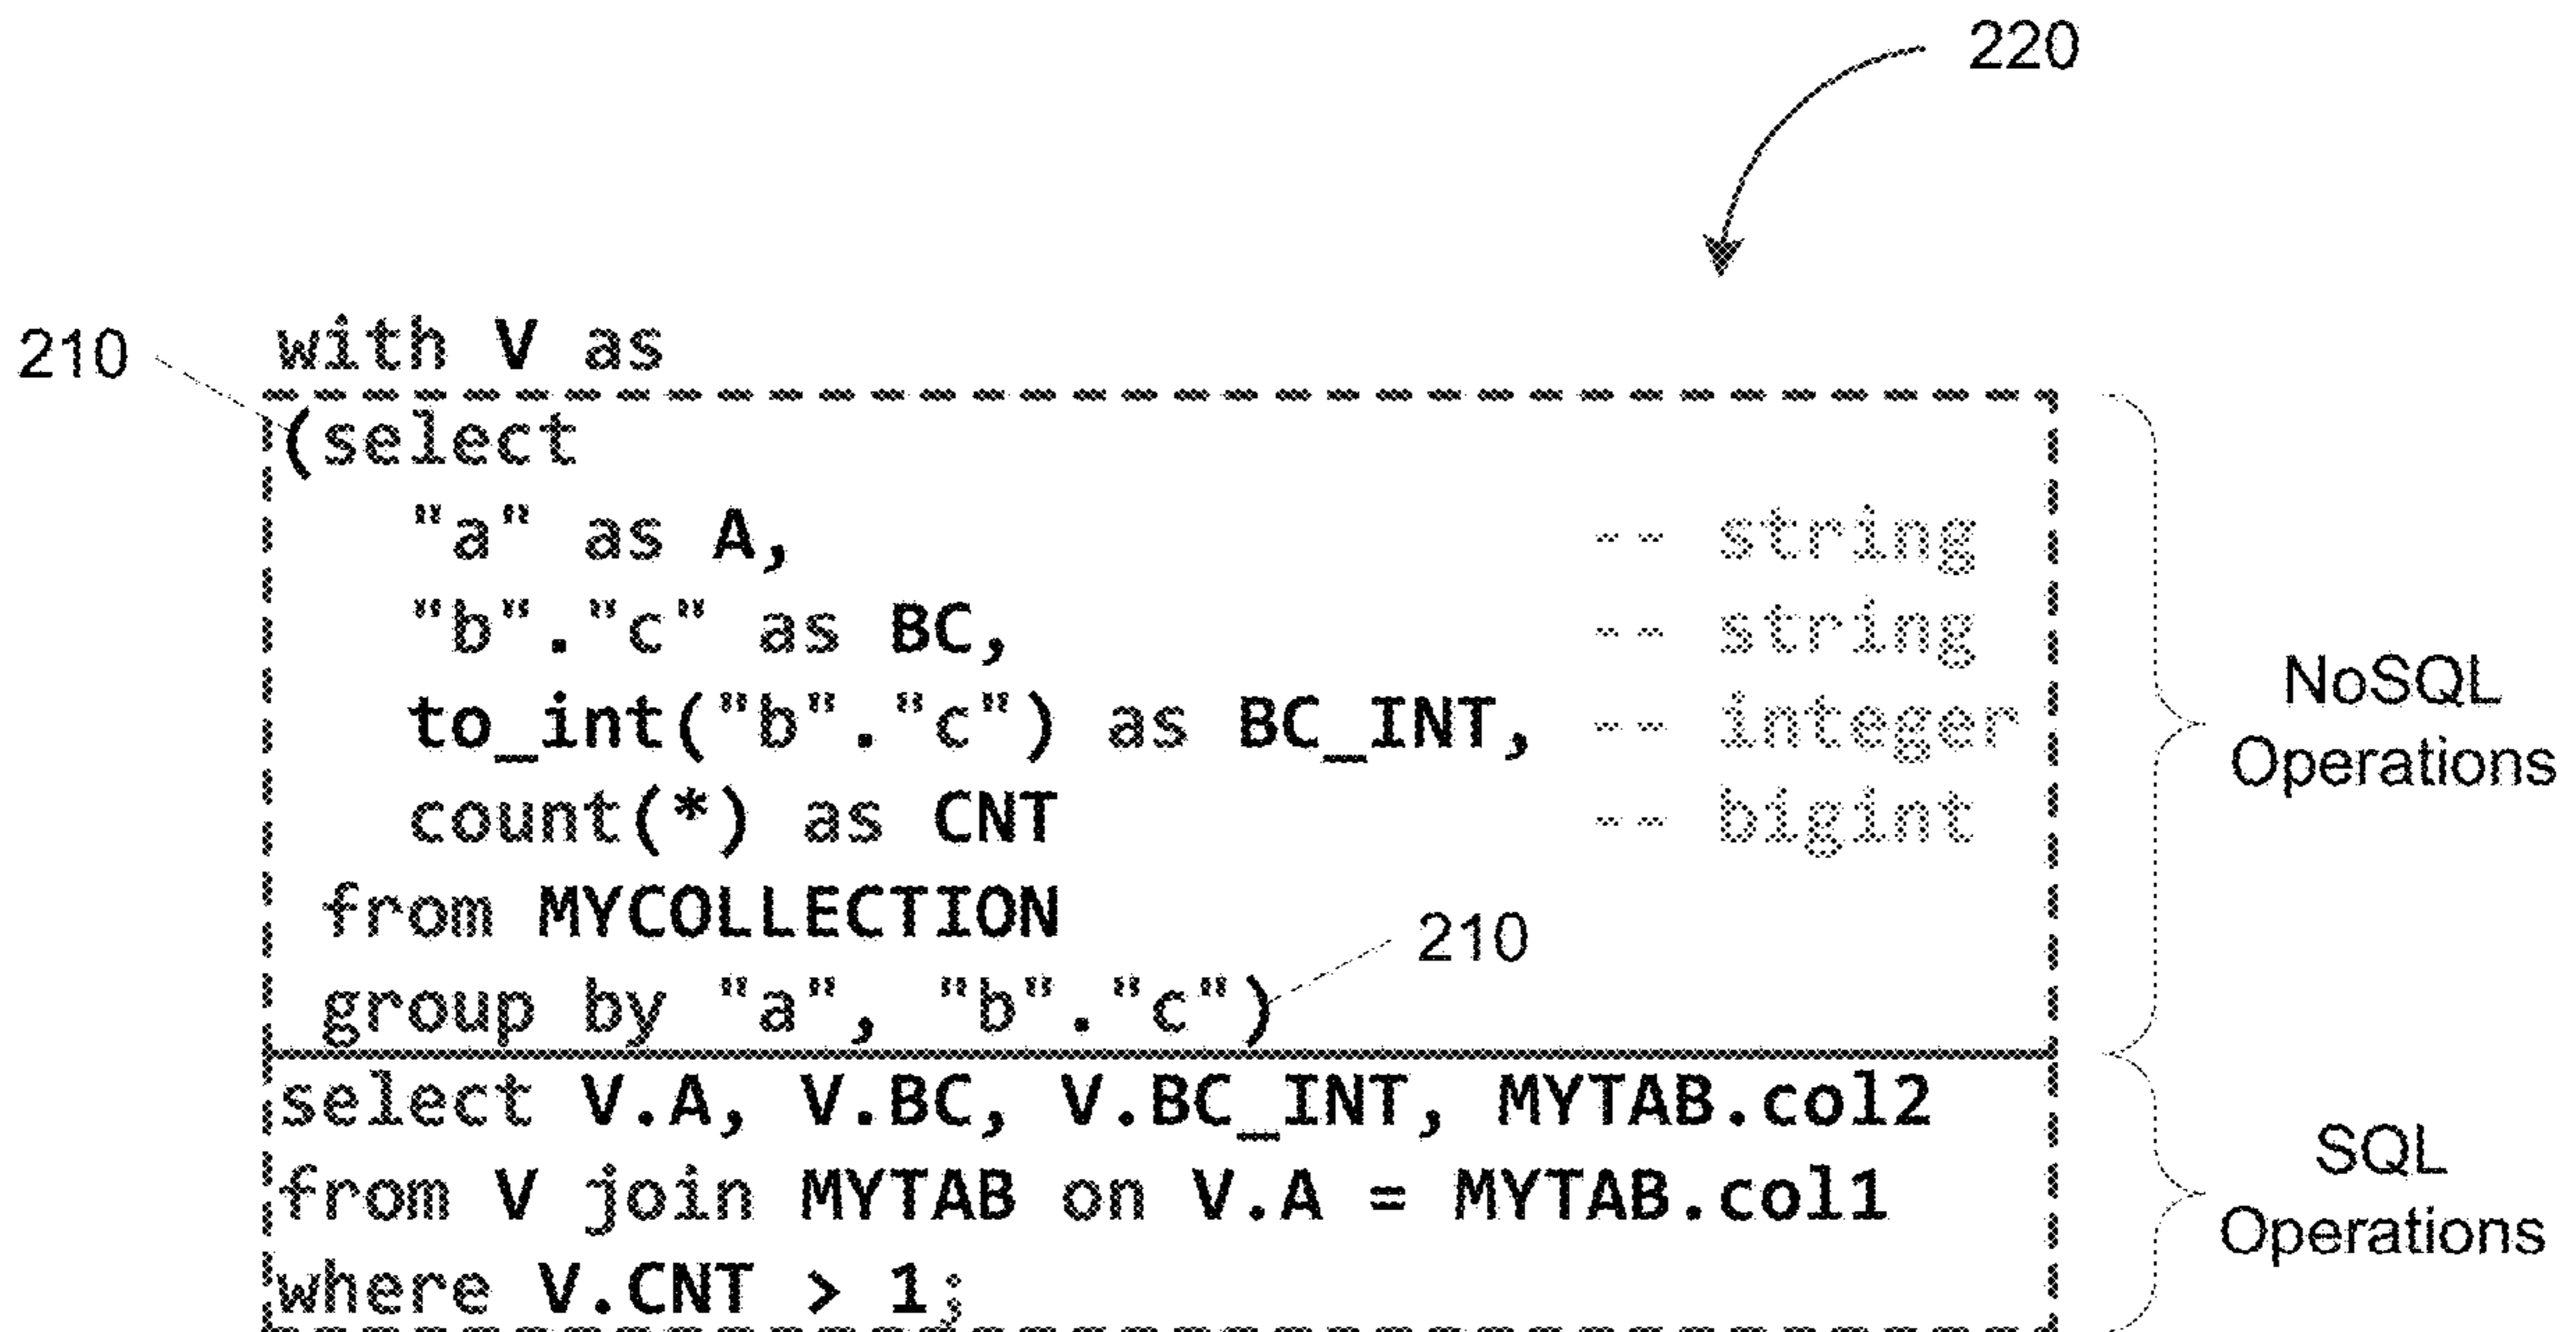 220
210
with V as
(select
"a" as A, -- string
"b"."c" as BC, -- string
to_int("b"."c") as BC_INT, -- integer
count(*) as CNT -- bigint
from MYCOLLECTION
210
group by "a", "b"."c")
NoSQL
Operations
select V.A, V.BC, V.BC_INT, MYTAB.col2
from V join MYTAB on V.A = MYTAB.col1
where V.CNT > 1;
SQL
Operations